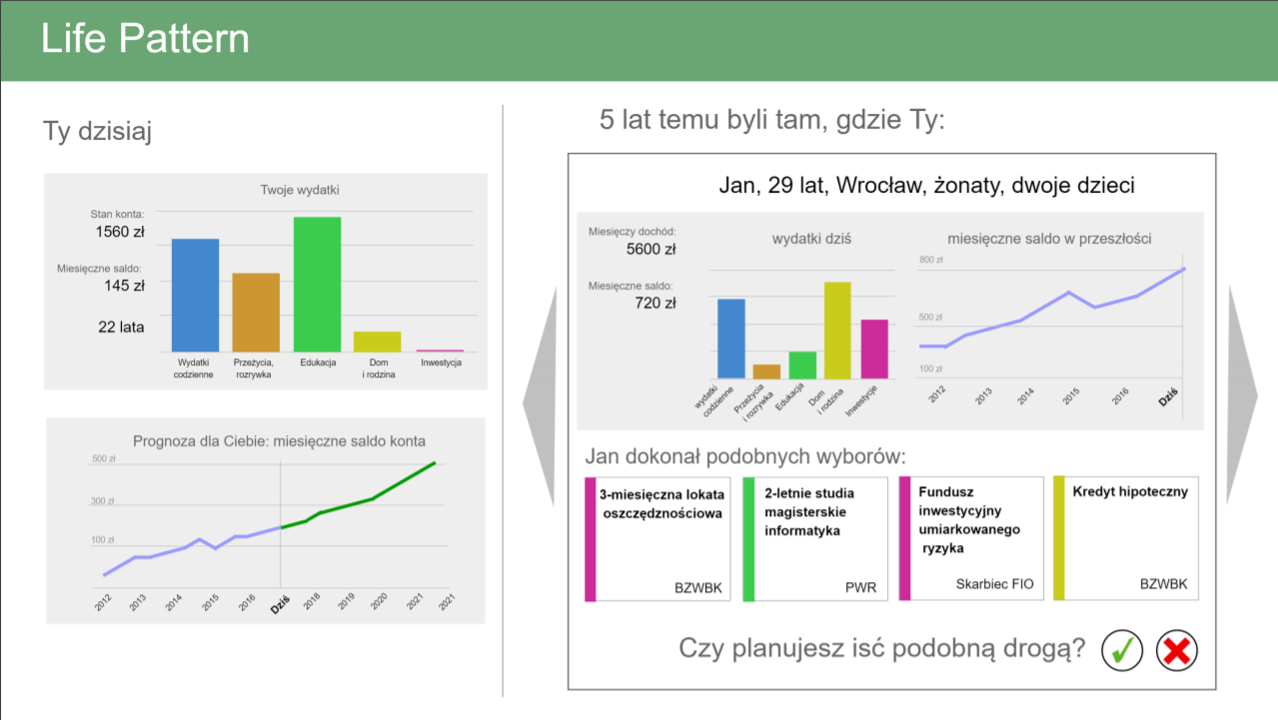 Life Pattern
Ty dzisiaj
Twoje wydatki
Stan konta:
1560 zł
Miesięczne saldo:
145 zł
22 lata
Wydatki
codzienne
Przeżycia,
rozrywka
Edukacja
Dom
i rodzina
Inwestycja
Prognoza dla Ciebie: miesięczne saldo konta
500 zł
300 zł
100 zł
2012
2013
2014
2015
2016
Dziś
2018
2019
2020
2021
2021
5 lat temu byli tam, gdzie Ty:
Jan, 29 lat, Wrocław, żonaty, dwoje dzieci
Miesięczy dochód:
5600 zł
Miesięczne saldo:
720 zł
wydatki dziś
wydatki
codzienne
Przeżycia
i rozrywka
Edukacja
Dom
i rodzina
Inwestycje
miesięczne saldo w przeszłości
800 zł
500 zł
100 zł
2012
2013
2014
2015
2016
Dziś
Jan dokonał podobnych wyborów:
3-miesięczna lokata
oszczędznościowa
BZWBK
2-letnie studia
magisterskie
informatyka
PWR
Fundusz
inwestycyjny
umiarkowanego
ryzyka
Skarbiec FIO
Kredyt hipoteczny
BZWBK
Czy planujesz isć podobną drogą?